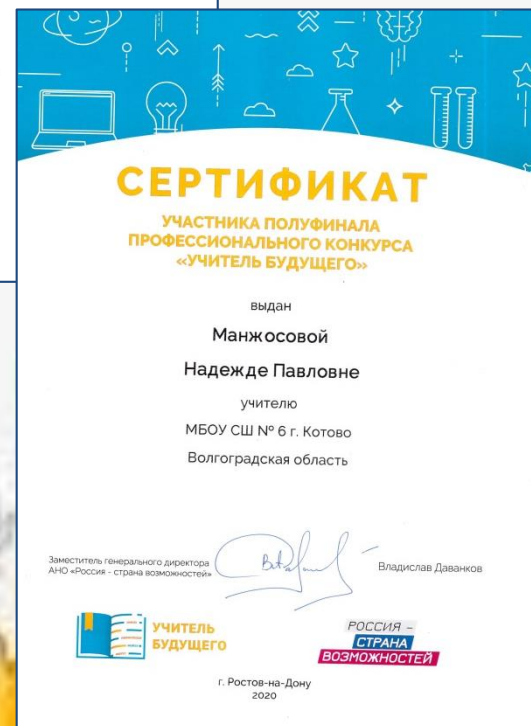 СЕРТИФИКАТ
УЧАСТНИКА ПОЛУФИНАЛА
ПРОФЕССИОНАЛЬНОГО КОНКУРСА
«УЧИТЕЛЬ БУДУЩЕГО»
выдан
Манжосовой
Надежде Павловне
учителю
МБОУ СШ № 6 г. Котово
Волгоградская область
Заместитель генерального директора
АНО «Россия - страна возможностей»
Владислав Даванков
УЧИТЕЛЬ
БУДУЩЕГО
РОССИЯ –
СТРАНА
ВОЗМОЖНОСТЕЙ
г. Ростов-на-Дону
2020